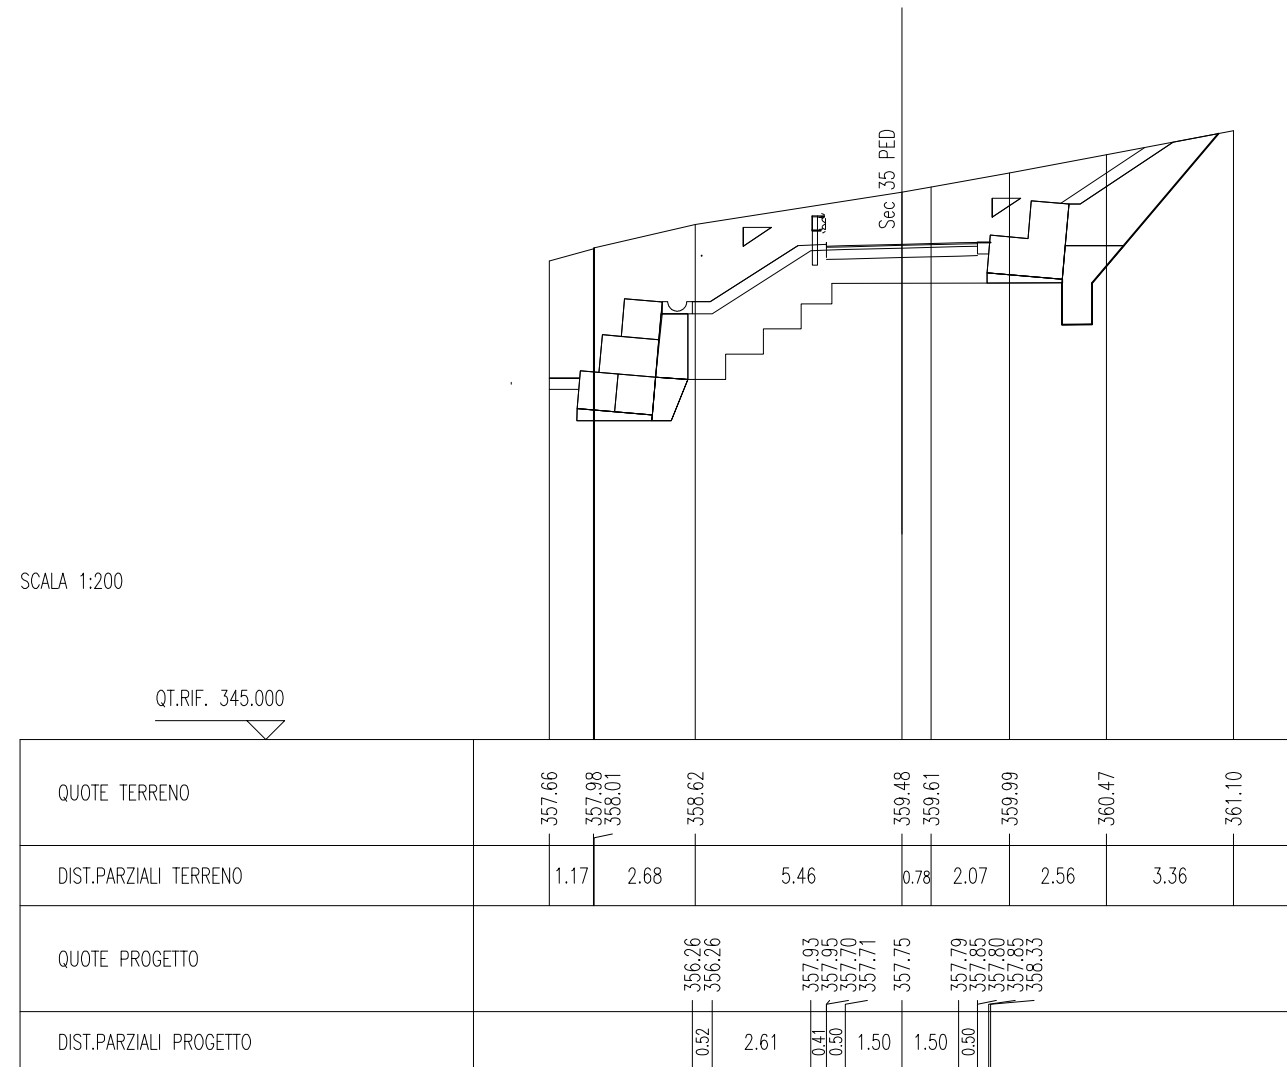 Sec 35 PED
SCALA 1:200
QT.RIF. 345.000
QUOTE TERRENO 357.66 357.98 358.01 358.62 359.48 359.61 359.99 360.47 361.10
DIST.PARZIALI TERRENO 1.17 2.68 5.46 0.78 2.07 2.56 3.36
QUOTE PROGETTO 356.26 356.26 357.93 357.95 357.70 357.71 357.75 357.79 357.85 357.80 357.85 358.33
DIST.PARZIALI PROGETTO 0.52 2.61 0.41 0.50 1.50 1.50 0.50